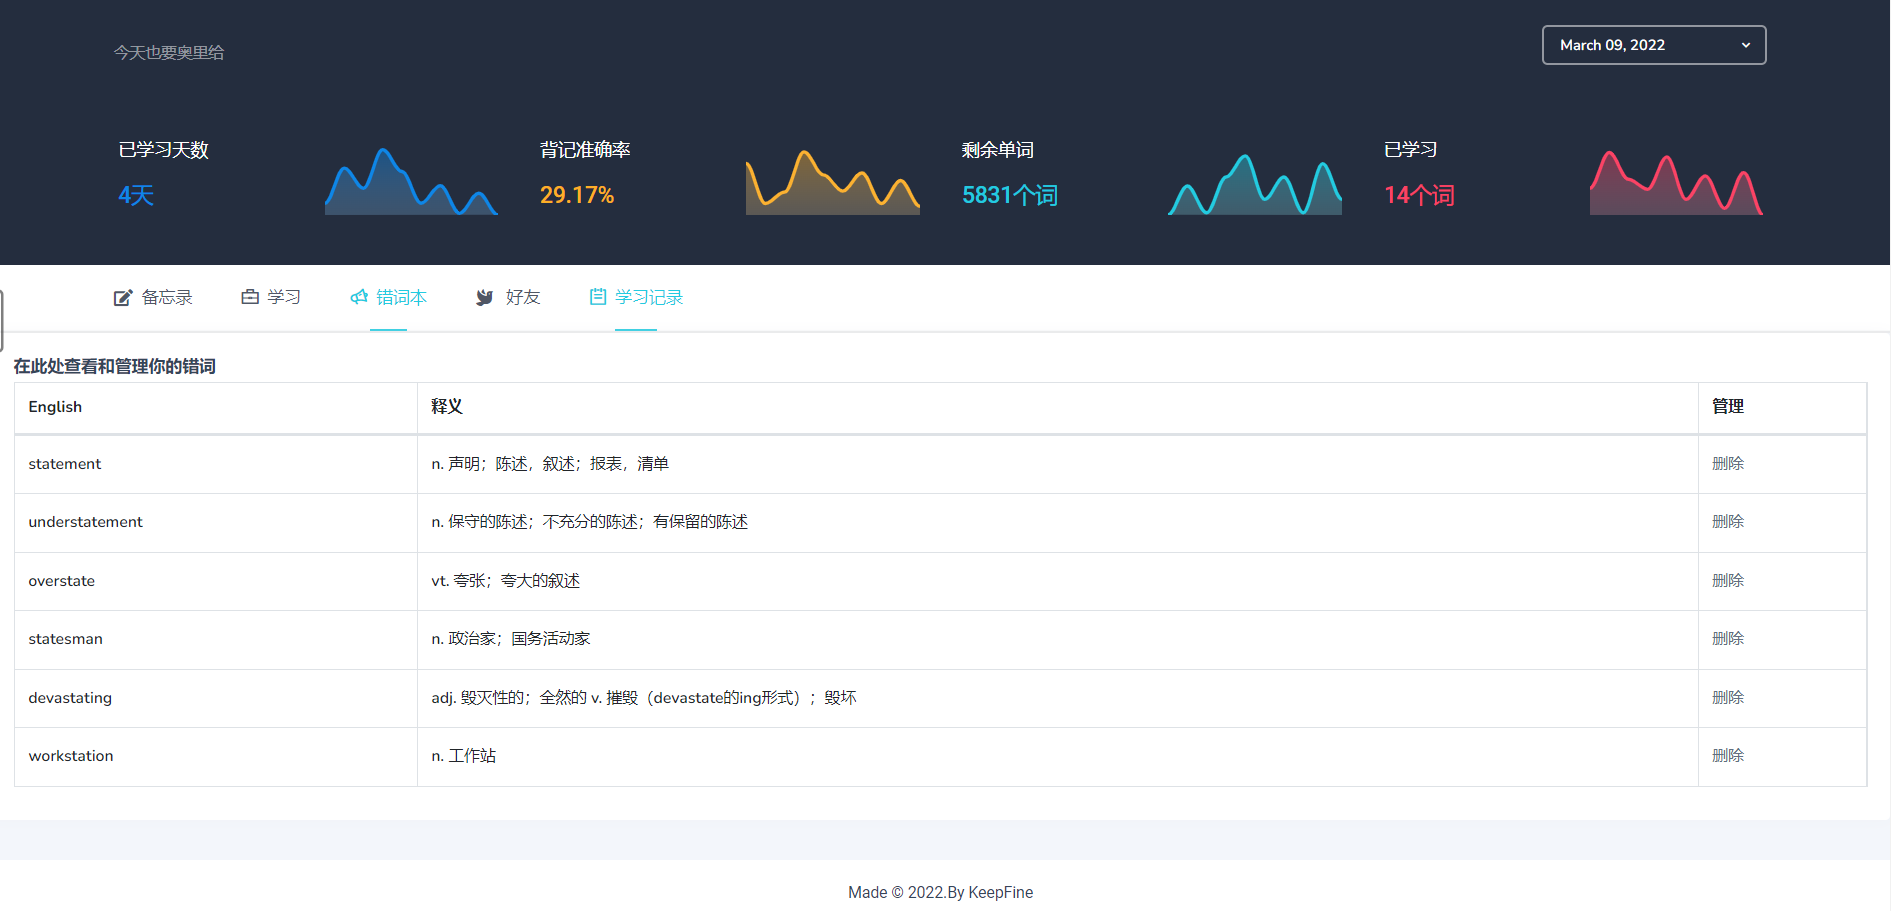 今天也要奥里给
March 09, 2022
已学习天数
4天
背记准确率
29.17%
剩余单词
5831个词
已学习
14个词
备忘录 学习 错词本 好友 学习记录
在此处查看和管理你的错词
English 释义 管理
statement n. 声明；陈述，叙述；报表，清单 删除
understatement n. 保守的陈述；不充分的陈述；有保留的陈述 删除
overstate vt. 夸张；夸大的叙述 删除
statesman n. 政治家；国务活动家 删除
devastating adj. 毁灭性的；全然的 v. 摧毁（devastate的ing形式）；毁坏 删除
workstation n. 工作站 删除
Made © 2022.By KeepFine